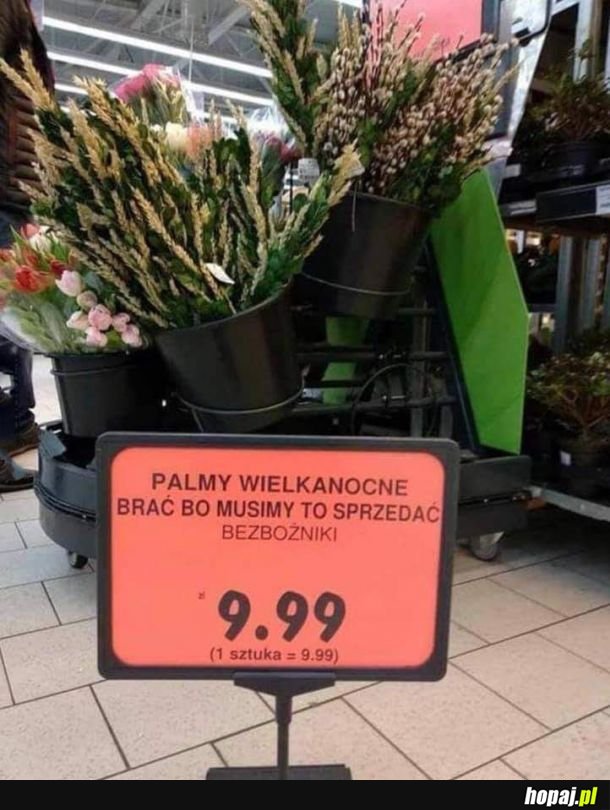 PALMY WIELKANOCNE
BRAĆ BO MUSIMY TO SPRZEDAĆ
BEZBOŻNIKI
zł 9.99
(1 sztuka = 9.99)
hopaj.pl